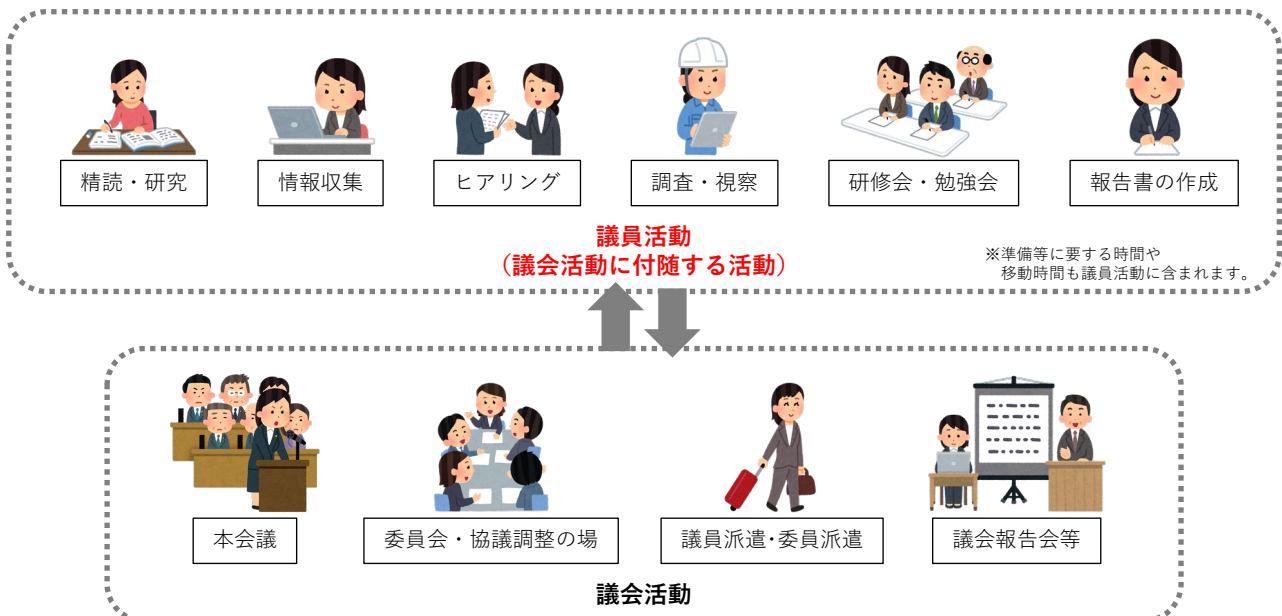 精読・研究
情報収集
ヒアリング
調査・視察
研修会・勉強会
報告書の作成
議員活動
（議会活動に付随する活動）
※準備等に要する時間や
移動時間も議員活動に含まれます。
本会議
委員会・協議調整の場
議員派遣・委員派遣
議会報告会等
議会活動